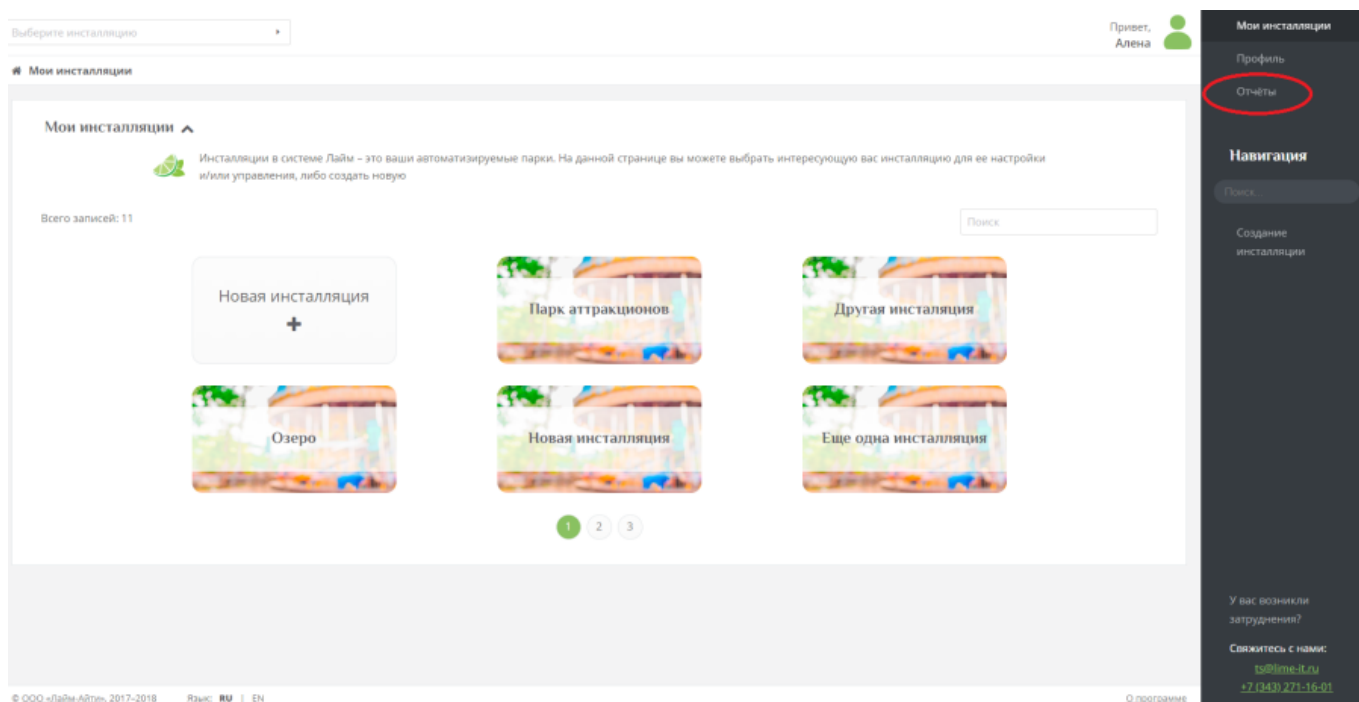 Выберите инсталляцию
Привет,
Алена
Мои инсталляции
Мои инсталляции
Инсталляции в системе Лайм – это ваши автоматизируемые парки. На данной странице вы можете выбрать интересующую вас инсталляцию для ее настройки
и/или управления, либо создать новую
Всего записей: 11
Поиск
Новая инсталляция
+
Парк аттракционов
Другая инсталяция
Озеро
Новая инсталляция
Еще одна инсталляция
1 2 3
© ООО «Лайм-Айти», 2017–2018 Язык: RU | EN
О программе
Мои инсталляции
Профиль
Отчёты
Навигация
Поиск...
Создание
инсталляции
У вас возникли
затруднения?
Свяжитесь с нами:
ts@lime-it.ru
+7 (343) 271-16-01